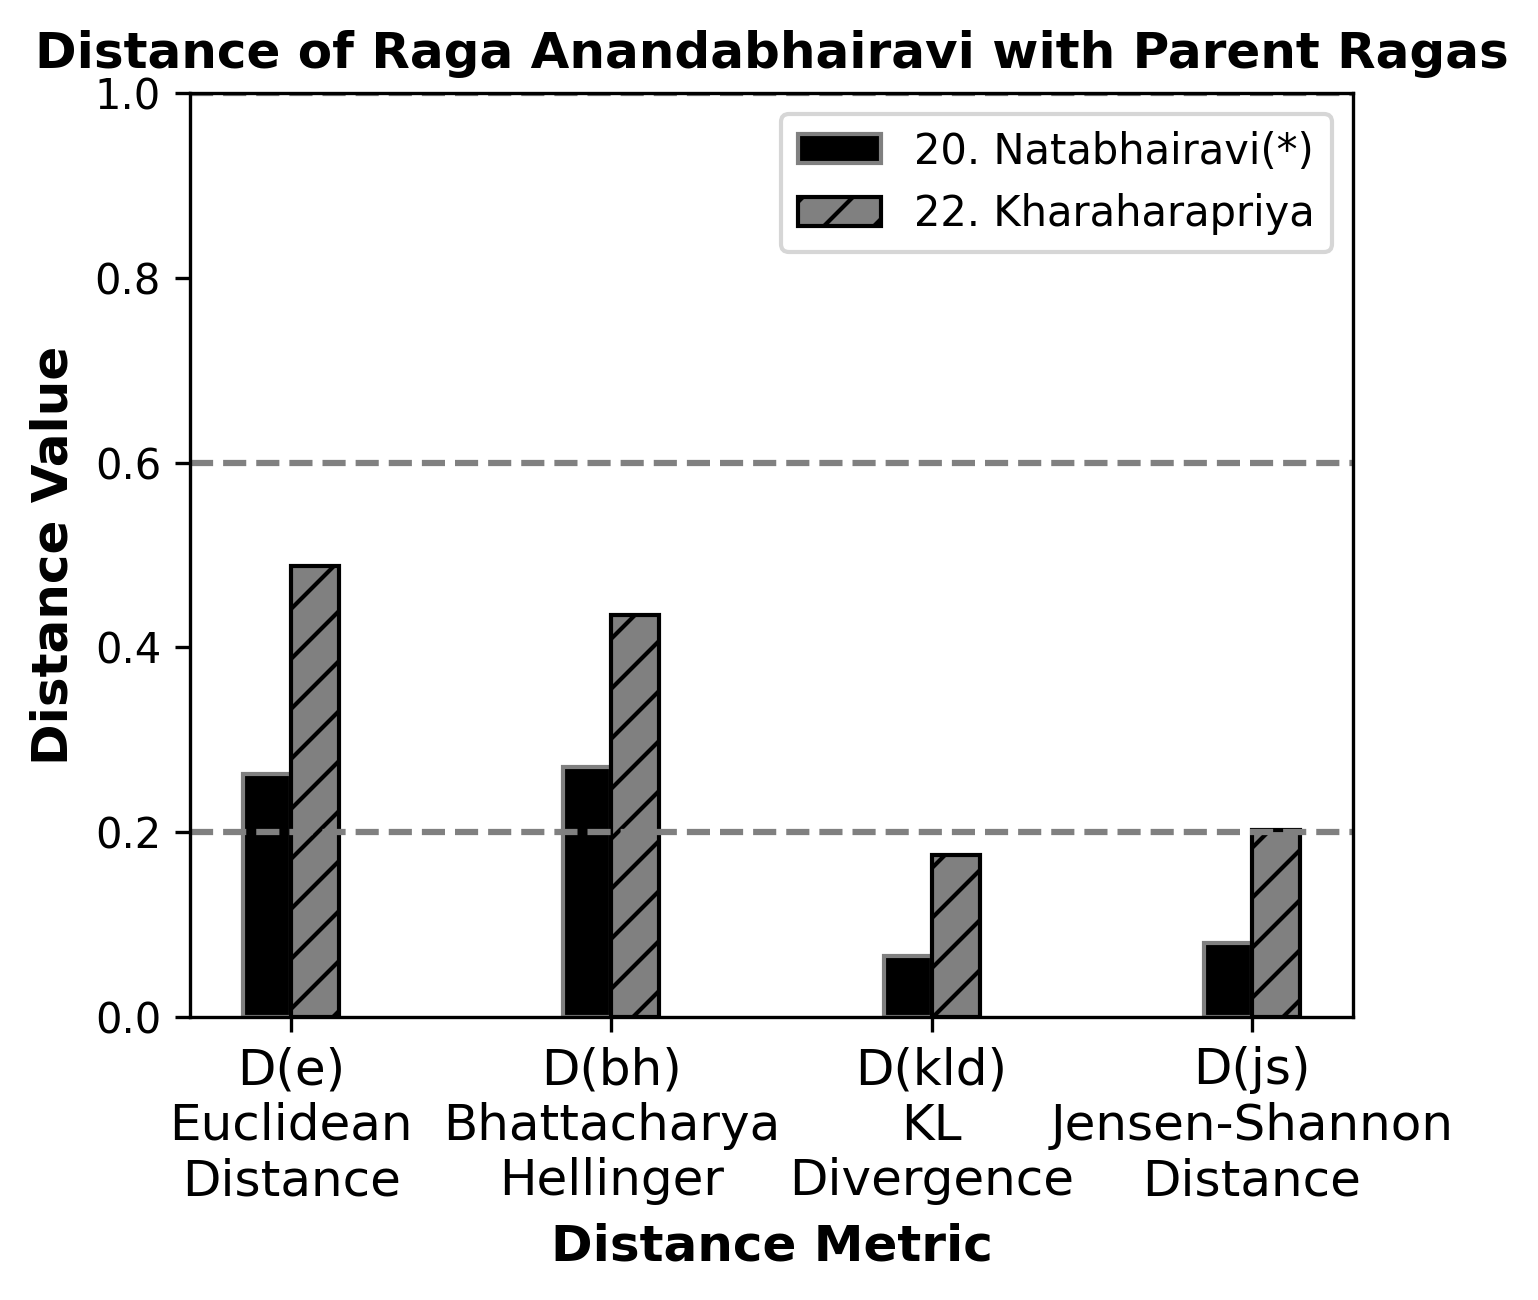 Distance of Raga Anandabhairavi with Parent Ragas
1.0
0.8
0.6
0.4
0.2
0.0
Distance Value
20. Natabhairavi(*)
22. Kharaharapriya
D(e)
Euclidean
Distance
D(bh)
Bhattacharya
Hellinger
D(kld)
KL
Divergence
D(js)
Jensen-Shannon
Distance
Distance Metric